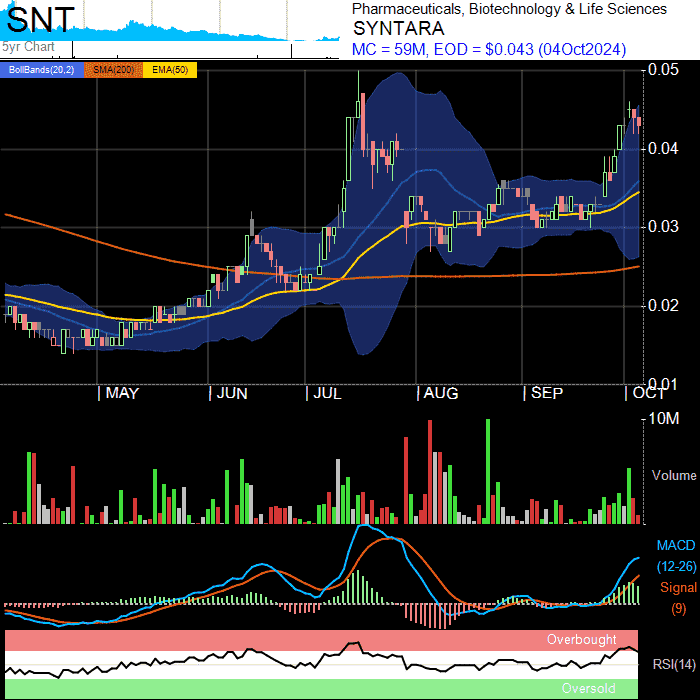 SNT
5yr Chart
Pharmaceuticals, Biotechnology & Life Sciences
SYNTARA
MC = 59M, EOD = $0.043 (04Oct2024)
BollBands(20,2) SMA(200) EMA(50)
0.05
0.04
0.03
0.02
0.01
MAY JUN JUL AUG SEP OCT
10M
Volume
MACD
(12-26)
Signal
(9)
Overbought
RSI(14)
Oversold